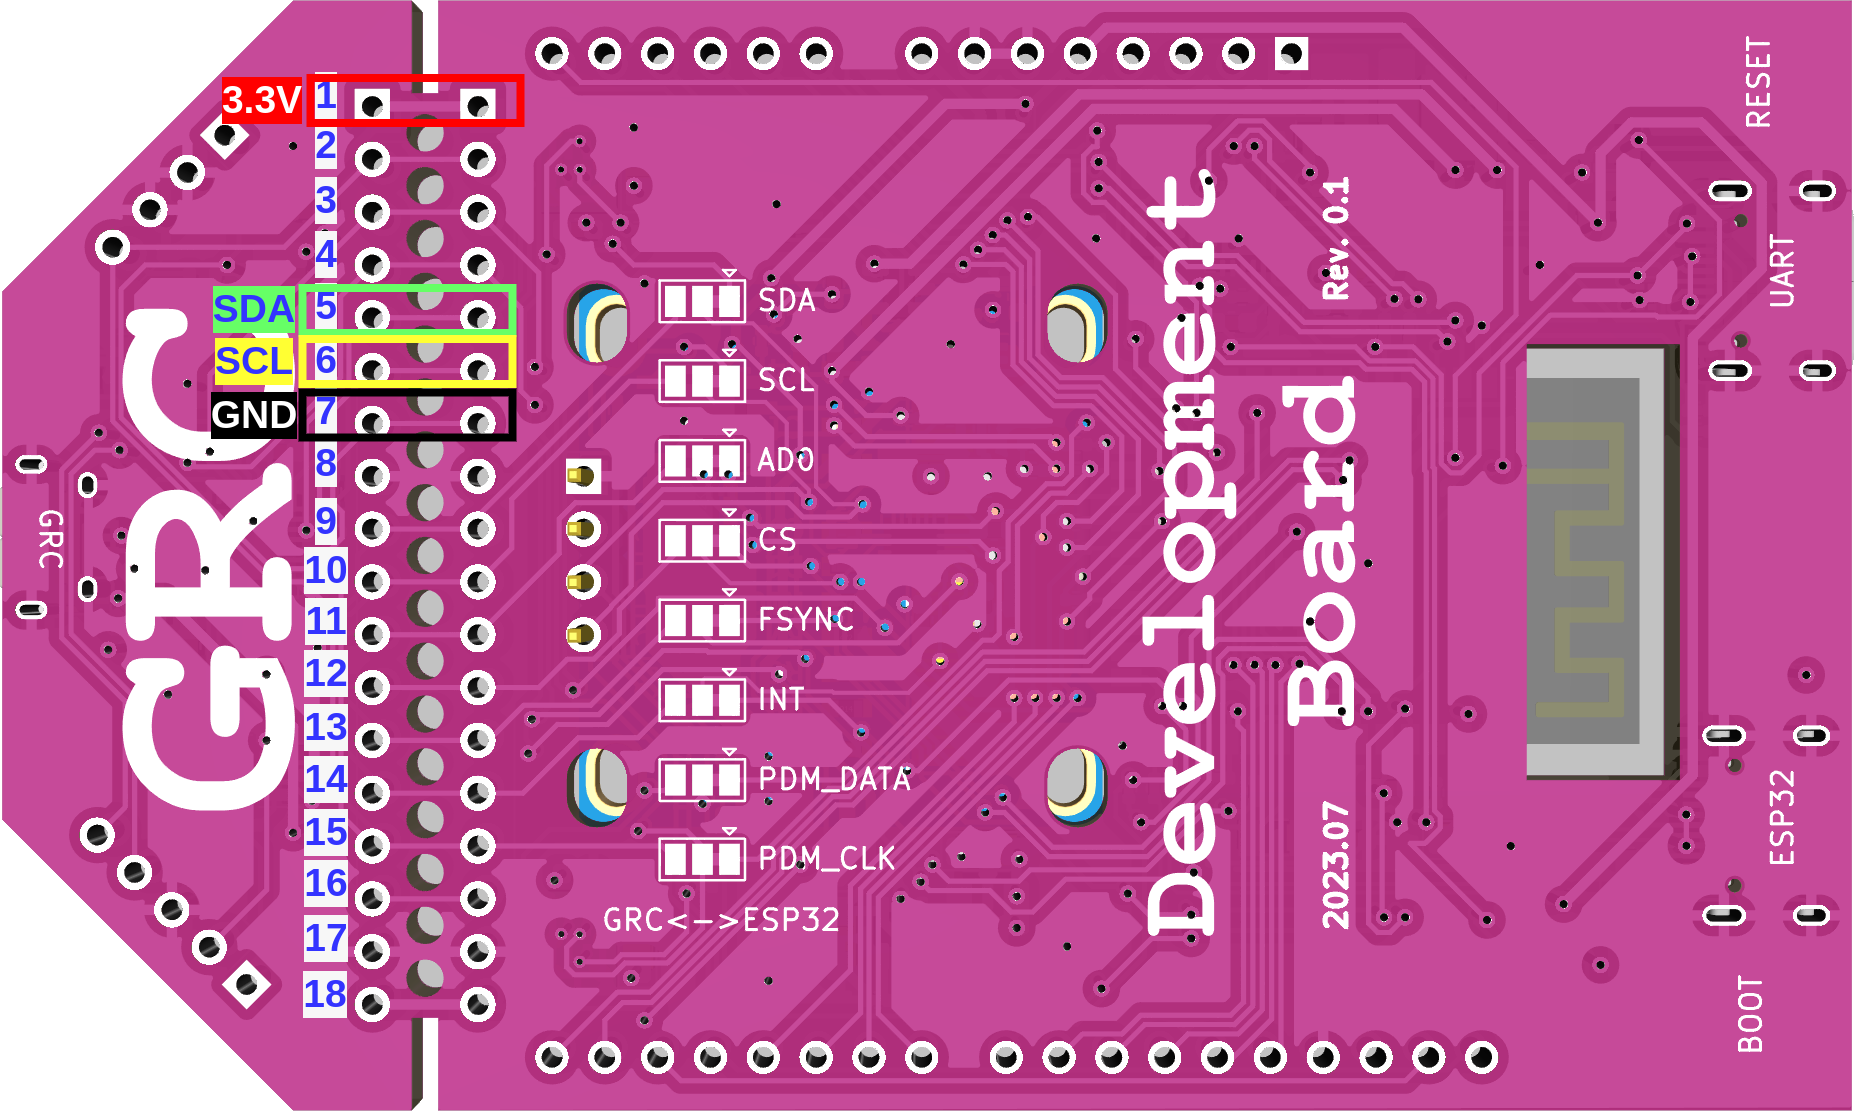 3.3V 1
2
3
4
SDA 5
SCL 6
GND 7
8
9
10
11
12
13
14
15
16
17
18
GRC
GRC
SDA
SCL
AD0
CS
FSYNC
INT
PDM_DATA
PDM_CLK
GRC<->ESP32
Development
Board
Rev. 0.1
2023.07
RESET
UART
ESP32
BOOT